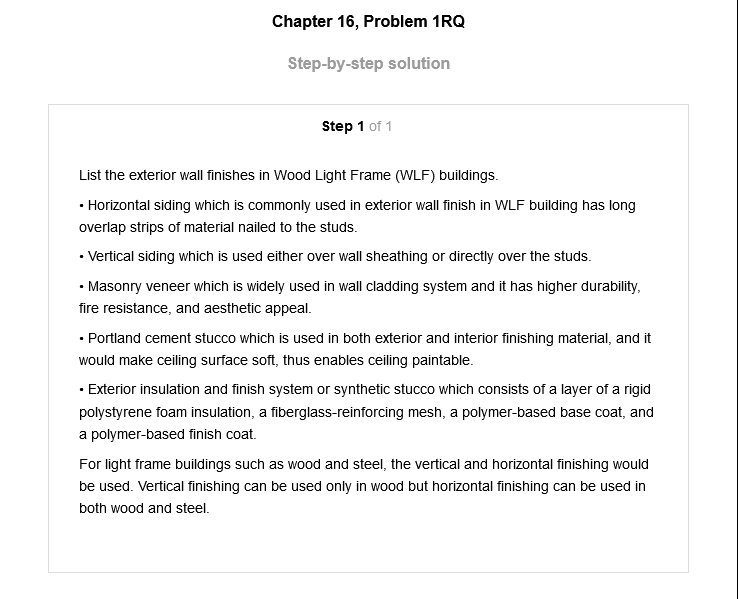 Chapter 16, Problem 1RQ
Step-by-step solution
Step 1 of 1
List the exterior wall finishes in Wood Light Frame (WLF) buildings.
• Horizontal siding which is commonly used in exterior wall finish in WLF building has long
overlap strips of material nailed to the studs.
• Vertical siding which is used either over wall sheathing or directly over the studs.
• Masonry veneer which is widely used in wall cladding system and it has higher durability,
fire resistance, and aesthetic appeal.
• Portland cement stucco which is used in both exterior and interior finishing material, and it
would make ceiling surface soft, thus enables ceiling paintable.
• Exterior insulation and finish system or synthetic stucco which consists of a layer of a rigid
polystyrene foam insulation, a fiberglass-reinforcing mesh, a polymer-based base coat, and
a polymer-based finish coat.
For light frame buildings such as wood and steel, the vertical and horizontal finishing would
be used. Vertical finishing can be used only in wood but horizontal finishing can be used in
both wood and steel.